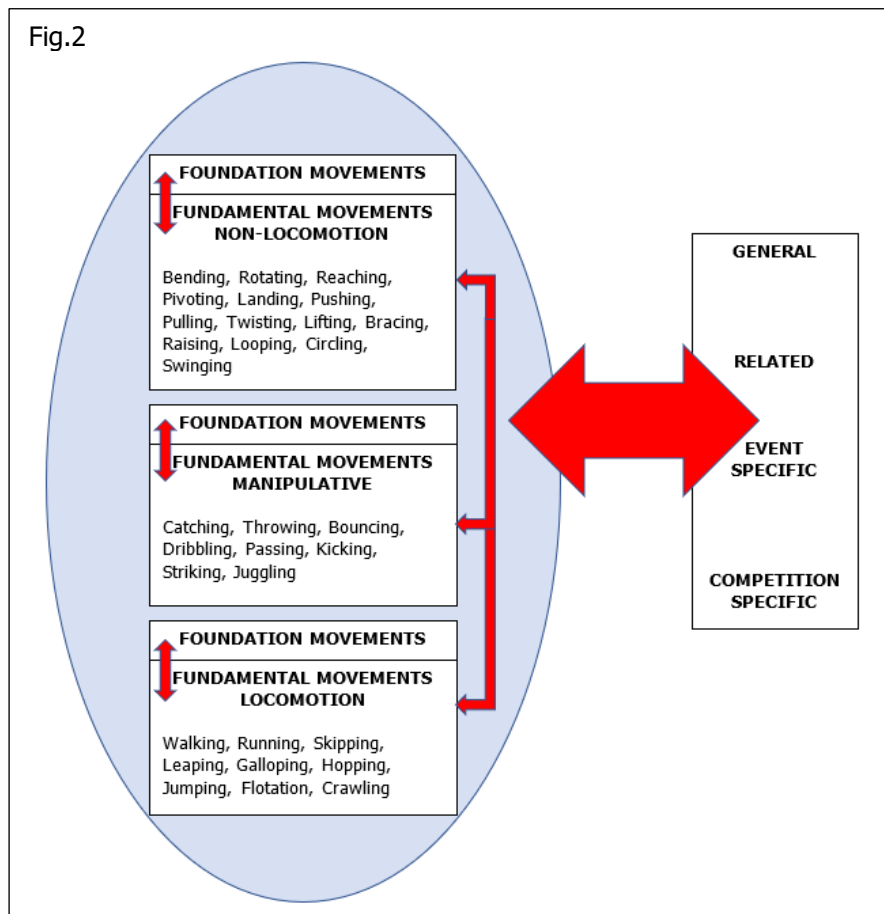 Fig.2
FOUNDATION MOVEMENTS
FUNDAMENTAL MOVEMENTS
NON-LOCOMOTION
Bending, Rotating, Reaching,
Pivoting, Landing, Pushing,
Pulling, Twisting, Lifting, Bracing,
Raising, Looping, Circling,
Swinging
FOUNDATION MOVEMENTS
FUNDAMENTAL MOVEMENTS
MANIPULATIVE
Catching, Throwing, Bouncing,
Dribbling, Passing, Kicking,
Striking, Juggling
FOUNDATION MOVEMENTS
FUNDAMENTAL MOVEMENTS
LOCOMOTION
Walking, Running, Skipping,
Leaping, Galloping, Hopping,
Jumping, Flotation, Crawling
GENERAL
RELATED
EVENT
SPECIFIC
COMPETITION
SPECIFIC